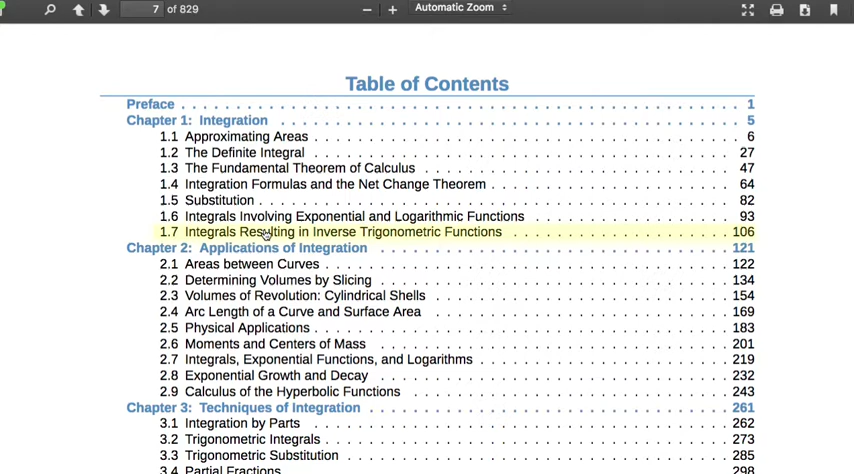 7 of 829 Automatic Zoom
Table of Contents
Preface . . . . . . . . . . . . . . . . . . . . . . . . . . . . . . . . . . . . . . . . . . . 1
Chapter 1: Integration . . . . . . . . . . . . . . . . . . . . . . . . . . . . . . . . . . . 5
1.1 Approximating Areas . . . . . . . . . . . . . . . . . . . . . . . . . . . . . . . . 6
1.2 The Definite Integral . . . . . . . . . . . . . . . . . . . . . . . . . . . . . . . . 27
1.3 The Fundamental Theorem of Calculus . . . . . . . . . . . . . . . . . . . . . . . . 47
1.4 Integration Formulas and the Net Change Theorem . . . . . . . . . . . . . . . . . . . 64
1.5 Substitution . . . . . . . . . . . . . . . . . . . . . . . . . . . . . . . . . . . . 82
1.6 Integrals Involving Exponential and Logarithmic Functions . . . . . . . . . . . . . . . 93
1.7 Integrals Resulting in Inverse Trigonometric Functions . . . . . . . . . . . . . . . . . 106
Chapter 2: Applications of Integration . . . . . . . . . . . . . . . . . . . . . . . . . . . 121
2.1 Areas between Curves . . . . . . . . . . . . . . . . . . . . . . . . . . . . . . . 122
2.2 Determining Volumes by Slicing . . . . . . . . . . . . . . . . . . . . . . . . . . . 134
2.3 Volumes of Revolution: Cylindrical Shells . . . . . . . . . . . . . . . . . . . . . . . 154
2.4 Arc Length of a Curve and Surface Area . . . . . . . . . . . . . . . . . . . . . . . 169
2.5 Physical Applications . . . . . . . . . . . . . . . . . . . . . . . . . . . . . . . . 183
2.6 Moments and Centers of Mass . . . . . . . . . . . . . . . . . . . . . . . . . . . 201
2.7 Integrals, Exponential Functions, and Logarithms . . . . . . . . . . . . . . . . . . . 219
2.8 Exponential Growth and Decay . . . . . . . . . . . . . . . . . . . . . . . . . . . 232
2.9 Calculus of the Hyperbolic Functions . . . . . . . . . . . . . . . . . . . . . . . . . 243
Chapter 3: Techniques of Integration . . . . . . . . . . . . . . . . . . . . . . . . . . . . 261
3.1 Integration by Parts . . . . . . . . . . . . . . . . . . . . . . . . . . . . . . . . . 262
3.2 Trigonometric Integrals . . . . . . . . . . . . . . . . . . . . . . . . . . . . . . . 273
3.3 Trigonometric Substitution . . . . . . . . . . . . . . . . . . . . . . . . . . . . . . 285
3.4 Partial Fractions . . . . . . . . . . . . . . . . . . . . . . . . . . . . . . . . . . 298